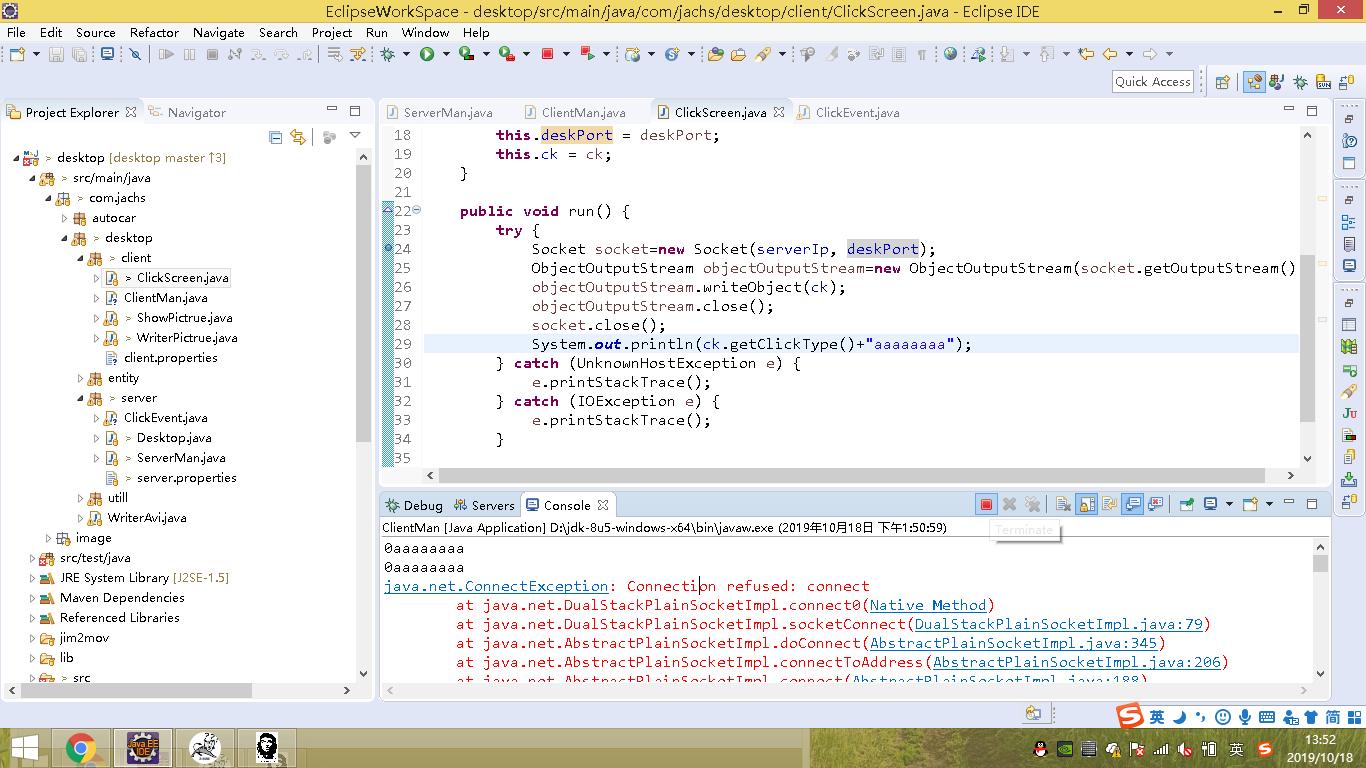 EclipseWorkSpace - desktop/src/main/java/com/jachs/desktop/client/ClickScreen.java - Eclipse IDE
File Edit Source Refactor Navigate Search Project Run Window Help
Quick Access
Project Explorer Navigator
> desktop [desktop master ↑3]
> src/main/java
> com.jachs
autocar
> desktop
> client
> ClickScreen.java
ClientMan.java
> ShowPictrue.java
> WriterPictrue.java
client.properties
entity
> server
ClickEvent.java
> Desktop.java
> ServerMan.java
> server.properties
utill
> WriterAvi.java
image
src/test/java
JRE System Library [J2SE-1.5]
Maven Dependencies
Referenced Libraries
jim2mov
lib
> src
ServerMan.java ClientMan.java ClickScreen.java ClickEvent.java
18 this.deskPort = deskPort;
19 this.ck = ck;
20 }
21
22 public void run() {
23 try {
24 Socket socket=new Socket(serverIp, deskPort);
25 ObjectOutputStream objectOutputStream=new ObjectOutputStream(socket.getOutputStream()
26 objectOutputStream.writeObject(ck);
27 objectOutputStream.close();
28 socket.close();
29 System.out.println(ck.getClickType()+"aaaaaaaa");
30 } catch (UnknownHostException e) {
31 e.printStackTrace();
32 } catch (IOException e) {
33 e.printStackTrace();
34 }
35
Debug Servers Console
ClientMan [Java Application] D:\jdk-8u5-windows-x64\bin\javaw.exe (2019年10月18日 下午1:50:59)
Terminate
0aaaaaaaa
0aaaaaaaa
java.net.ConnectException: Connection refused: connect
at java.net.DualStackPlainSocketImpl.connect0(Native Method)
at java.net.DualStackPlainSocketImpl.socketConnect(DualStackPlainSocketImpl.java:79)
at java.net.AbstractPlainSocketImpl.doConnect(AbstractPlainSocketImpl.java:345)
at java.net.AbstractPlainSocketImpl.connectToAddress(AbstractPlainSocketImpl.java:206)
at java.net.AbstractPlainSocketImpl.connect(AbstractPlainSocketImpl.java:188)
英 简
Java EE
IDE
英
13:52
2019/10/18